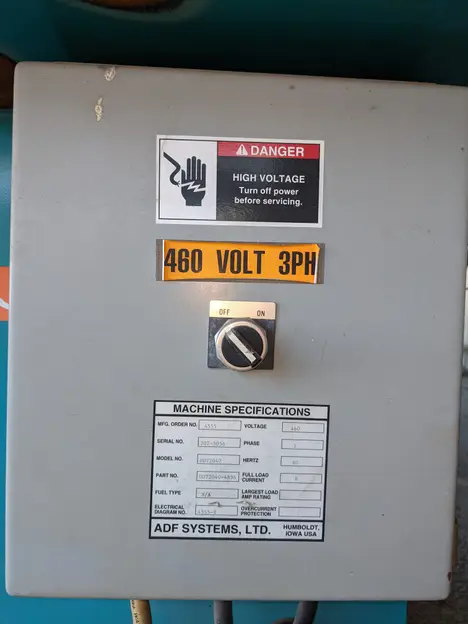 DANGER
HIGH VOLTAGE
Turn off power
before servicing.
460 VOLT 3PH
OFF ON
MACHINE SPECIFICATIONS
MFG. ORDER NO. 4555 VOLTAGE 460
SERIAL NO. PHASE
MODEL NO. HERTZ 60
PART NO. FULL LOAD CURRENT
FUEL TYPE N/A LARGEST LOAD AMP RATING
ELECTRICAL DIAGRAM NO. OVERCURRENT PROTECTION
ADF SYSTEMS, LTD. HUMBOLDT, IOWA USA